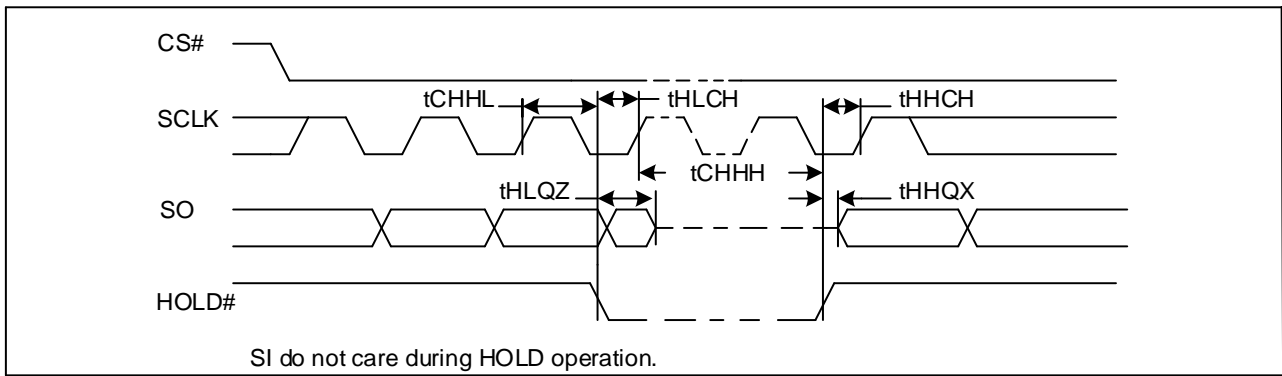 CS#
tCHHL
tHLCH
tHHCH
SCLK
tCHHH
tHLQZ
tHHQX
SO
HOLD#
SI do not care during HOLD operation.